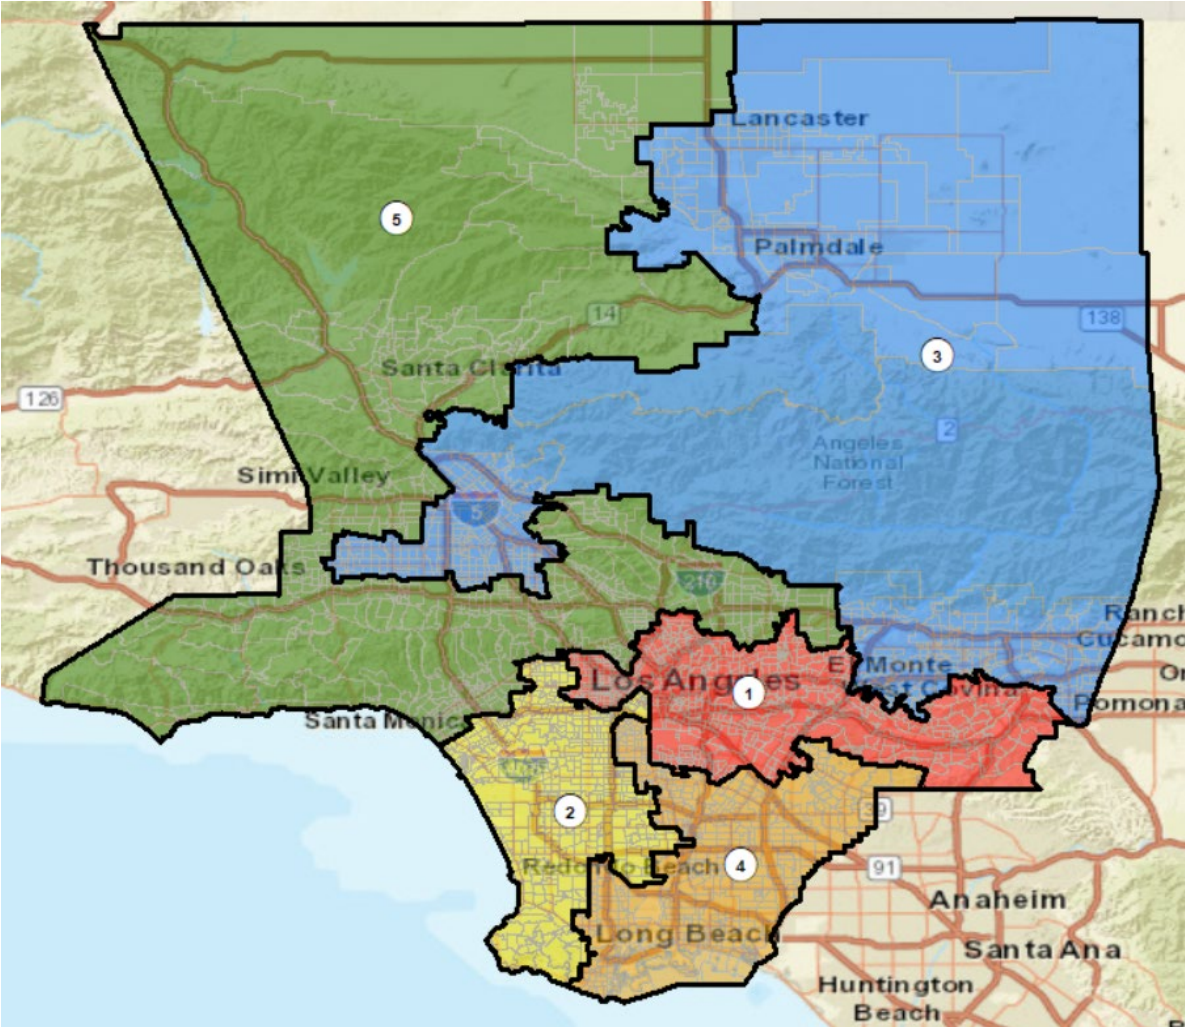 Lancaster
5
Palmdale
14
138
3
Santa Clarita
126
2
Angeles
National
Forest
Simi Valley
5
Thousand Oaks
210
Ranch
Cucamo
El Monte
Los Angeles
1
West Covina
Or
Pomona
Santa Monica
2
39
Redondo Beach
4
91
Anaheim
Long Beach
Santa Ana
Huntington
Beach